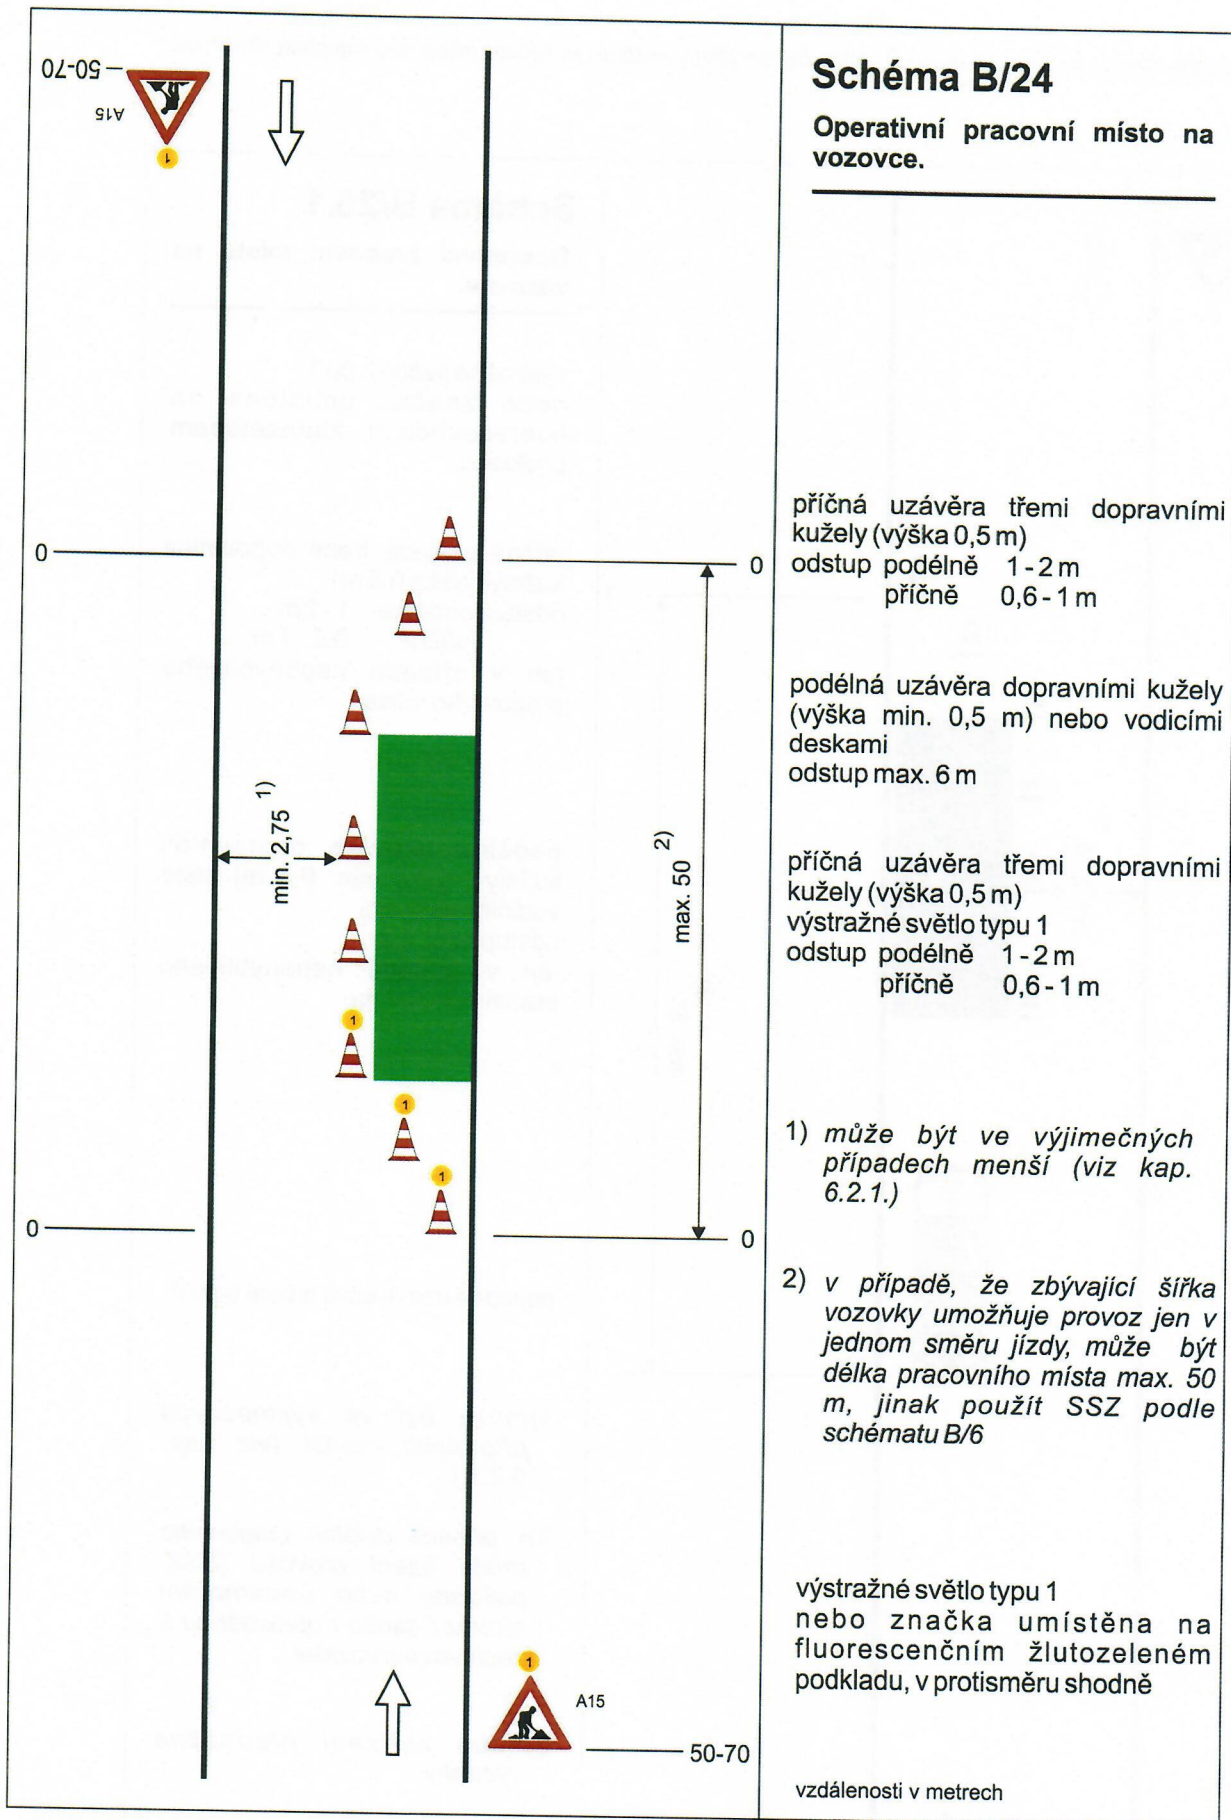 50-70
A15
1
0
0
min. 2,75 1)
max. 50 2)
1
1
1
0
0
1
A15
50-70
Schéma B/24
Operativní pracovní místo na
vozovce.
příčná uzávěra třemi dopravními
kužely (výška 0,5 m)
odstup podélně 1 - 2 m
příčně 0,6 - 1 m
podélná uzávěra dopravními kužely
(výška min. 0,5 m) nebo vodicími
deskami
odstup max. 6 m
příčná uzávěra třemi dopravními
kužely (výška 0,5 m)
výstražné světlo typu 1
odstup podélně 1 - 2 m
příčně 0,6 - 1 m
1) může být ve výjimečných
případech menší (viz kap.
6.2.1.)
2) v případě, že zbývající šířka
vozovky umožňuje provoz jen v
jednom směru jízdy, může být
délka pracovního místa max. 50
m, jinak použít SSZ podle
schématu B/6
výstražné světlo typu 1
nebo značka umístěna na
fluorescenčním žlutozeleném
podkladu, v protisměru shodně
vzdálenosti v metrech